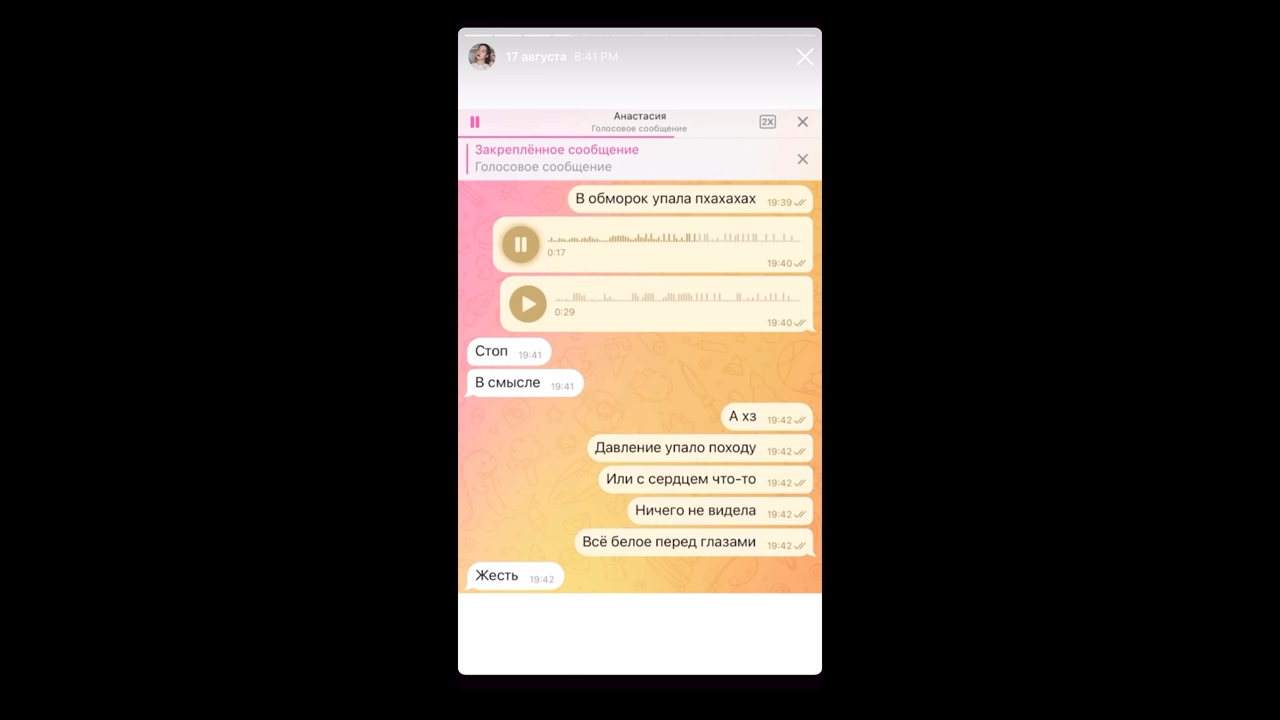 17 августа 8:41 PM
Анастасия
Голосовое сообщение
2X
Закреплённое сообщение
Голосовое сообщение
В обморок упала пхахахах 19:39
0:17
19:40
0:29
19:40
Стоп 19:41
В смысле 19:41
А хз 19:42
Давление упало походу 19:42
Или с сердцем что-то 19:42
Ничего не видела 19:42
Всё белое перед глазами 19:42
Жесть 19:42